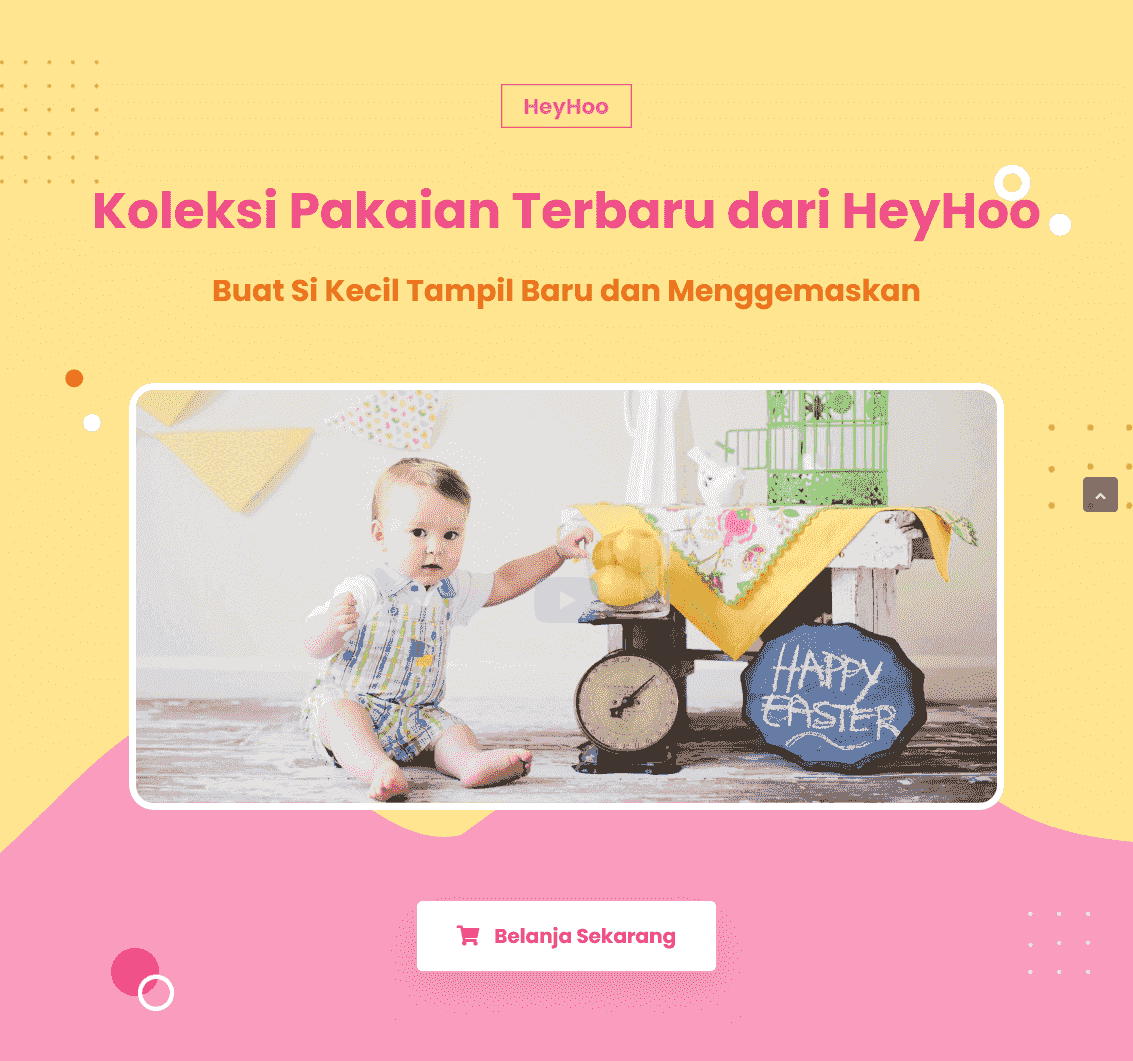 HeyHoo
Koleksi Pakaian Terbaru dari HeyHoo
Buat Si Kecil Tampil Baru dan Menggemaskan
HAPPY
EASTER
Belanja Sekarang